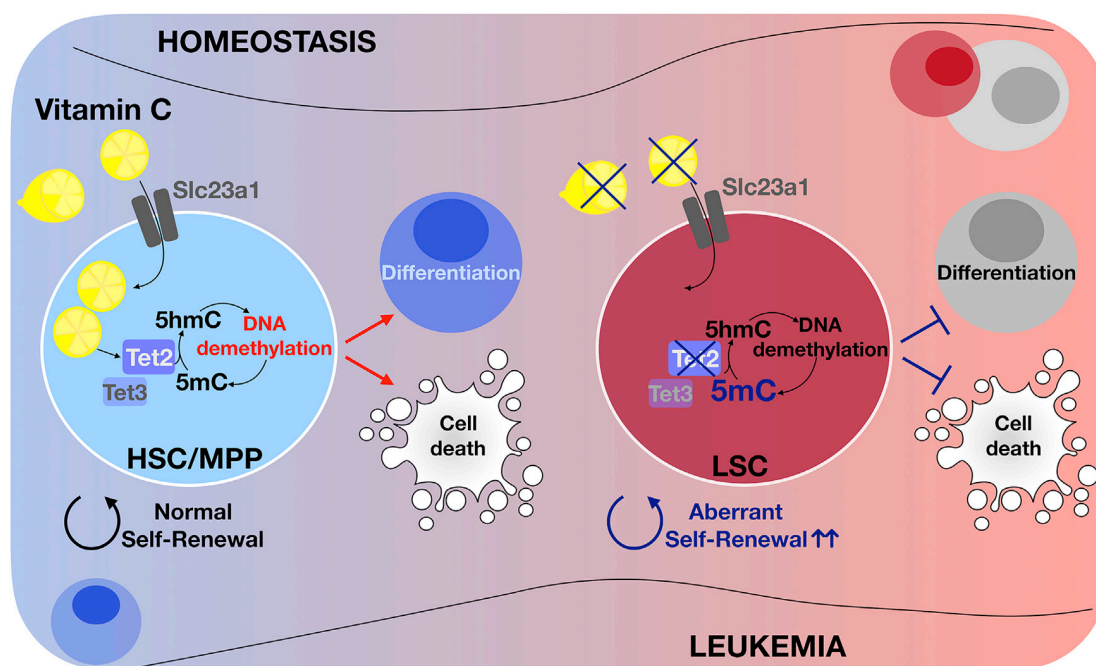 HOMEOSTASIS
Vitamin C
Slc23a1
5hmC
DNA
demethylation
Tet2
5mC
Tet3
HSC/MPP
Normal
Self-Renewal
Differentiation
Cell
death
Slc23a1
5hmC
DNA
demethylation
Tet2
5mC
Tet3
LSC
Aberrant
Self-Renewal ↑↑
Differentiation
Cell
death
LEUKEMIA